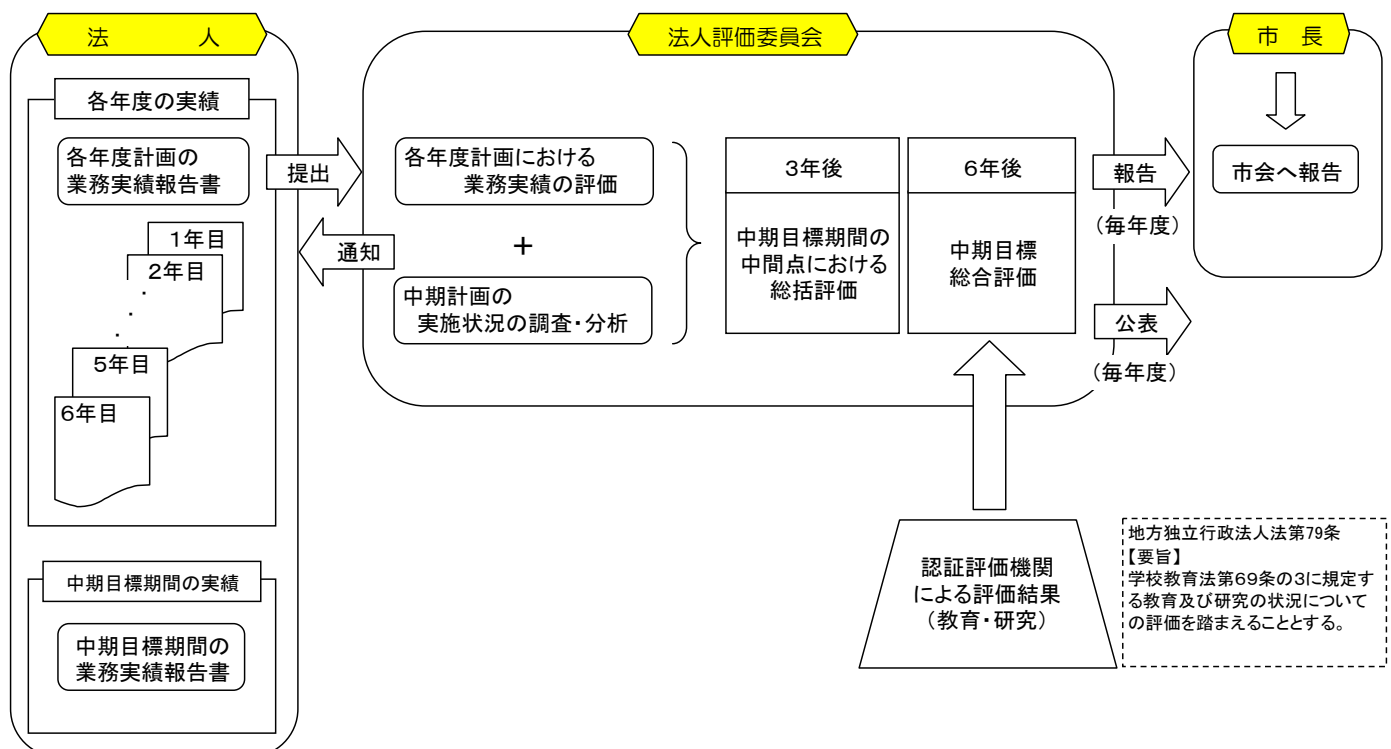 法　　　人
各年度の実績
各年度計画の
業務実績報告書
1年目
2年目
・
・
・
5年目
6年目
中期目標期間の実績
中期目標期間の
業務実績報告書
提出
通知
法人評価委員会
各年度計画における
業務実績の評価
+
中期計画の
実施状況の調査・分析
3年後
中期目標期間の
中間点における
総括評価
6年後
中期目標
総合評価
認証評価機関
による評価結果
(教育・研究)
報告
(毎年度)
公表
(毎年度)
市　長
市会へ報告
地方独立行政法人法第79条
【要旨】
学校教育法第69条の3に規定す
る教育及び研究の状況について
の評価を踏まえることとする。